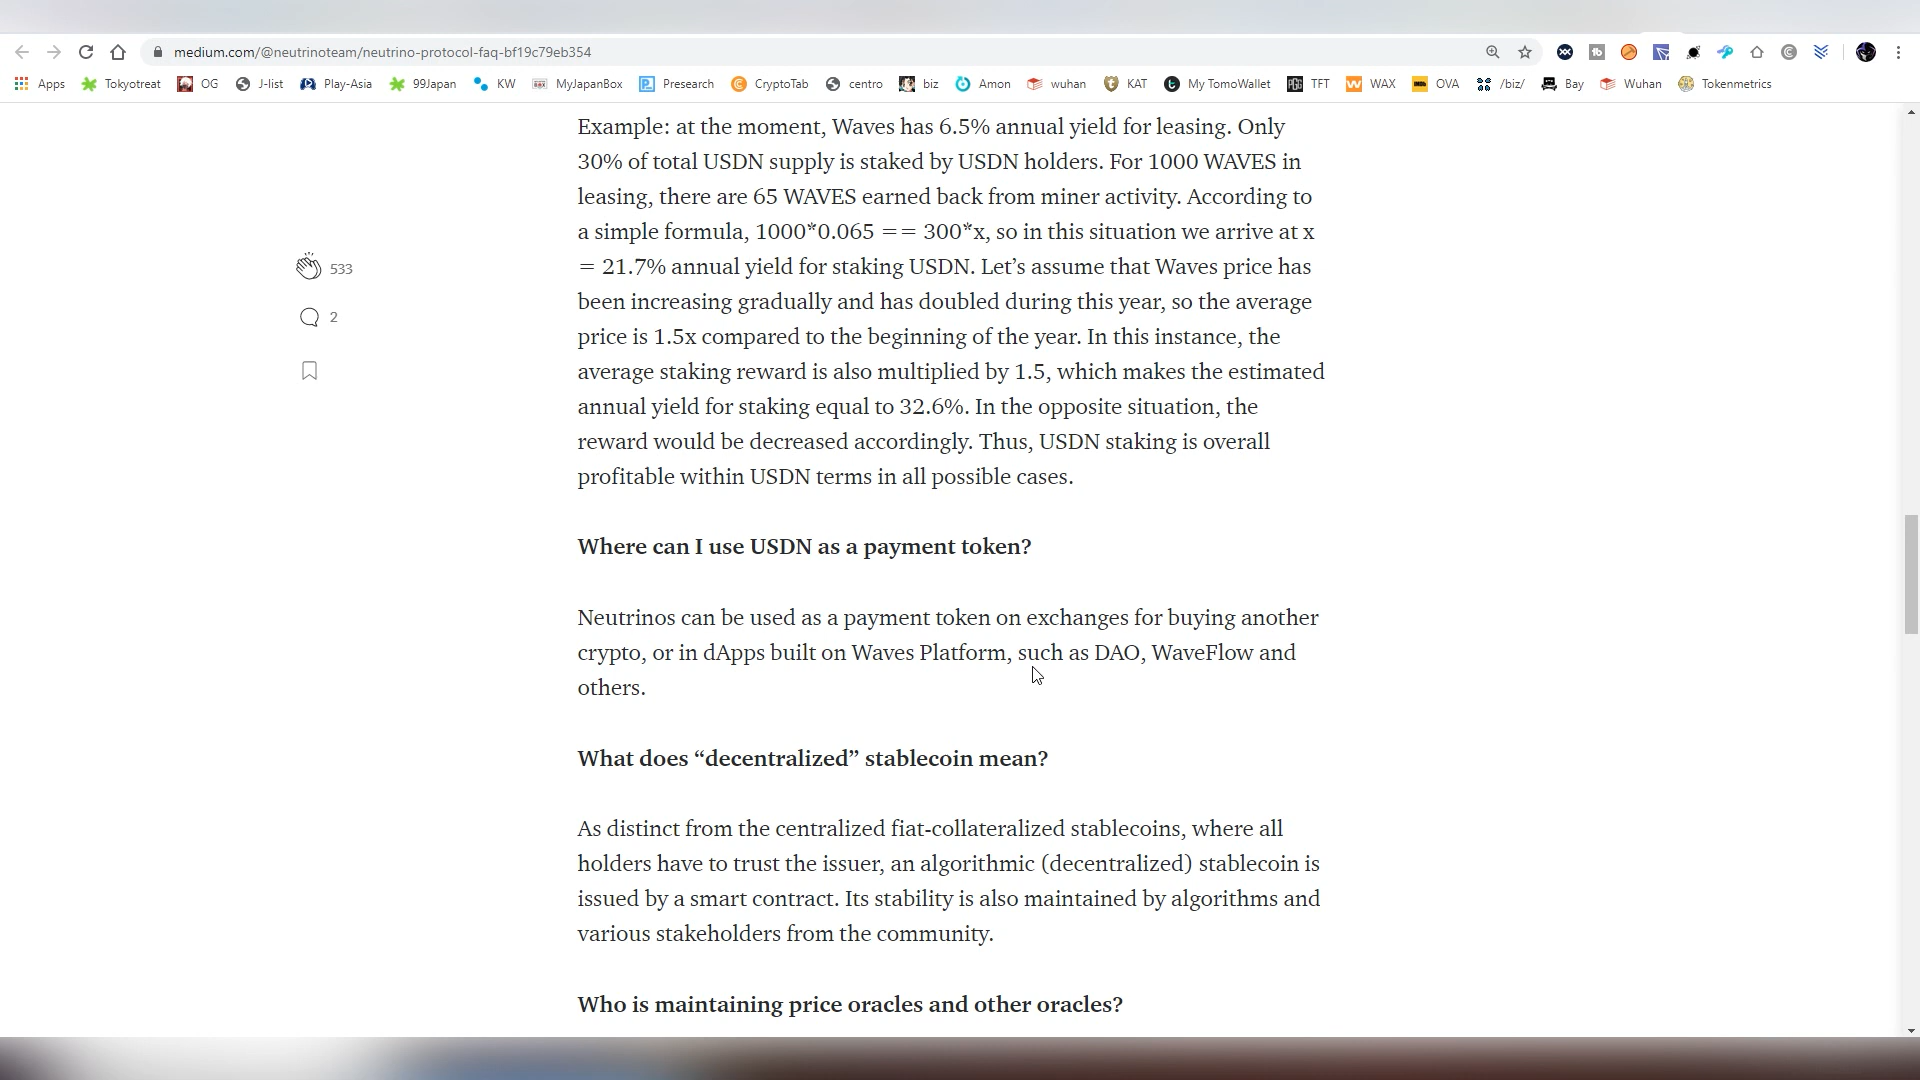 medium.com/@neutrinoteam/neutrino-protocol-faq-bf19c79eb354
Apps Tokyotreat OG J-list Play-Asia 99Japan KW MyJapanBox Presearch CryptoTab centro biz Amon wuhan KAT My TomoWallet TFT WAX OVA /biz/ Bay Wuhan Tokenmetrics
Example: at the moment, Waves has 6.5% annual yield for leasing. Only
30% of total USDN supply is staked by USDN holders. For 1000 WAVES in
leasing, there are 65 WAVES earned back from miner activity. According to
a simple formula, 1000*0.065 == 300*x, so in this situation we arrive at x
= 21.7% annual yield for staking USDN. Let’s assume that Waves price has
been increasing gradually and has doubled during this year, so the average
price is 1.5x compared to the beginning of the year. In this instance, the
average staking reward is also multiplied by 1.5, which makes the estimated
annual yield for staking equal to 32.6%. In the opposite situation, the
reward would be decreased accordingly. Thus, USDN staking is overall
profitable within USDN terms in all possible cases.
533
2
Where can I use USDN as a payment token?
Neutrinos can be used as a payment token on exchanges for buying another
crypto, or in dApps built on Waves Platform, such as DAO, WaveFlow and
others.
What does “decentralized” stablecoin mean?
As distinct from the centralized fiat-collateralized stablecoins, where all
holders have to trust the issuer, an algorithmic (decentralized) stablecoin is
issued by a smart contract. Its stability is also maintained by algorithms and
various stakeholders from the community.
Who is maintaining price oracles and other oracles?